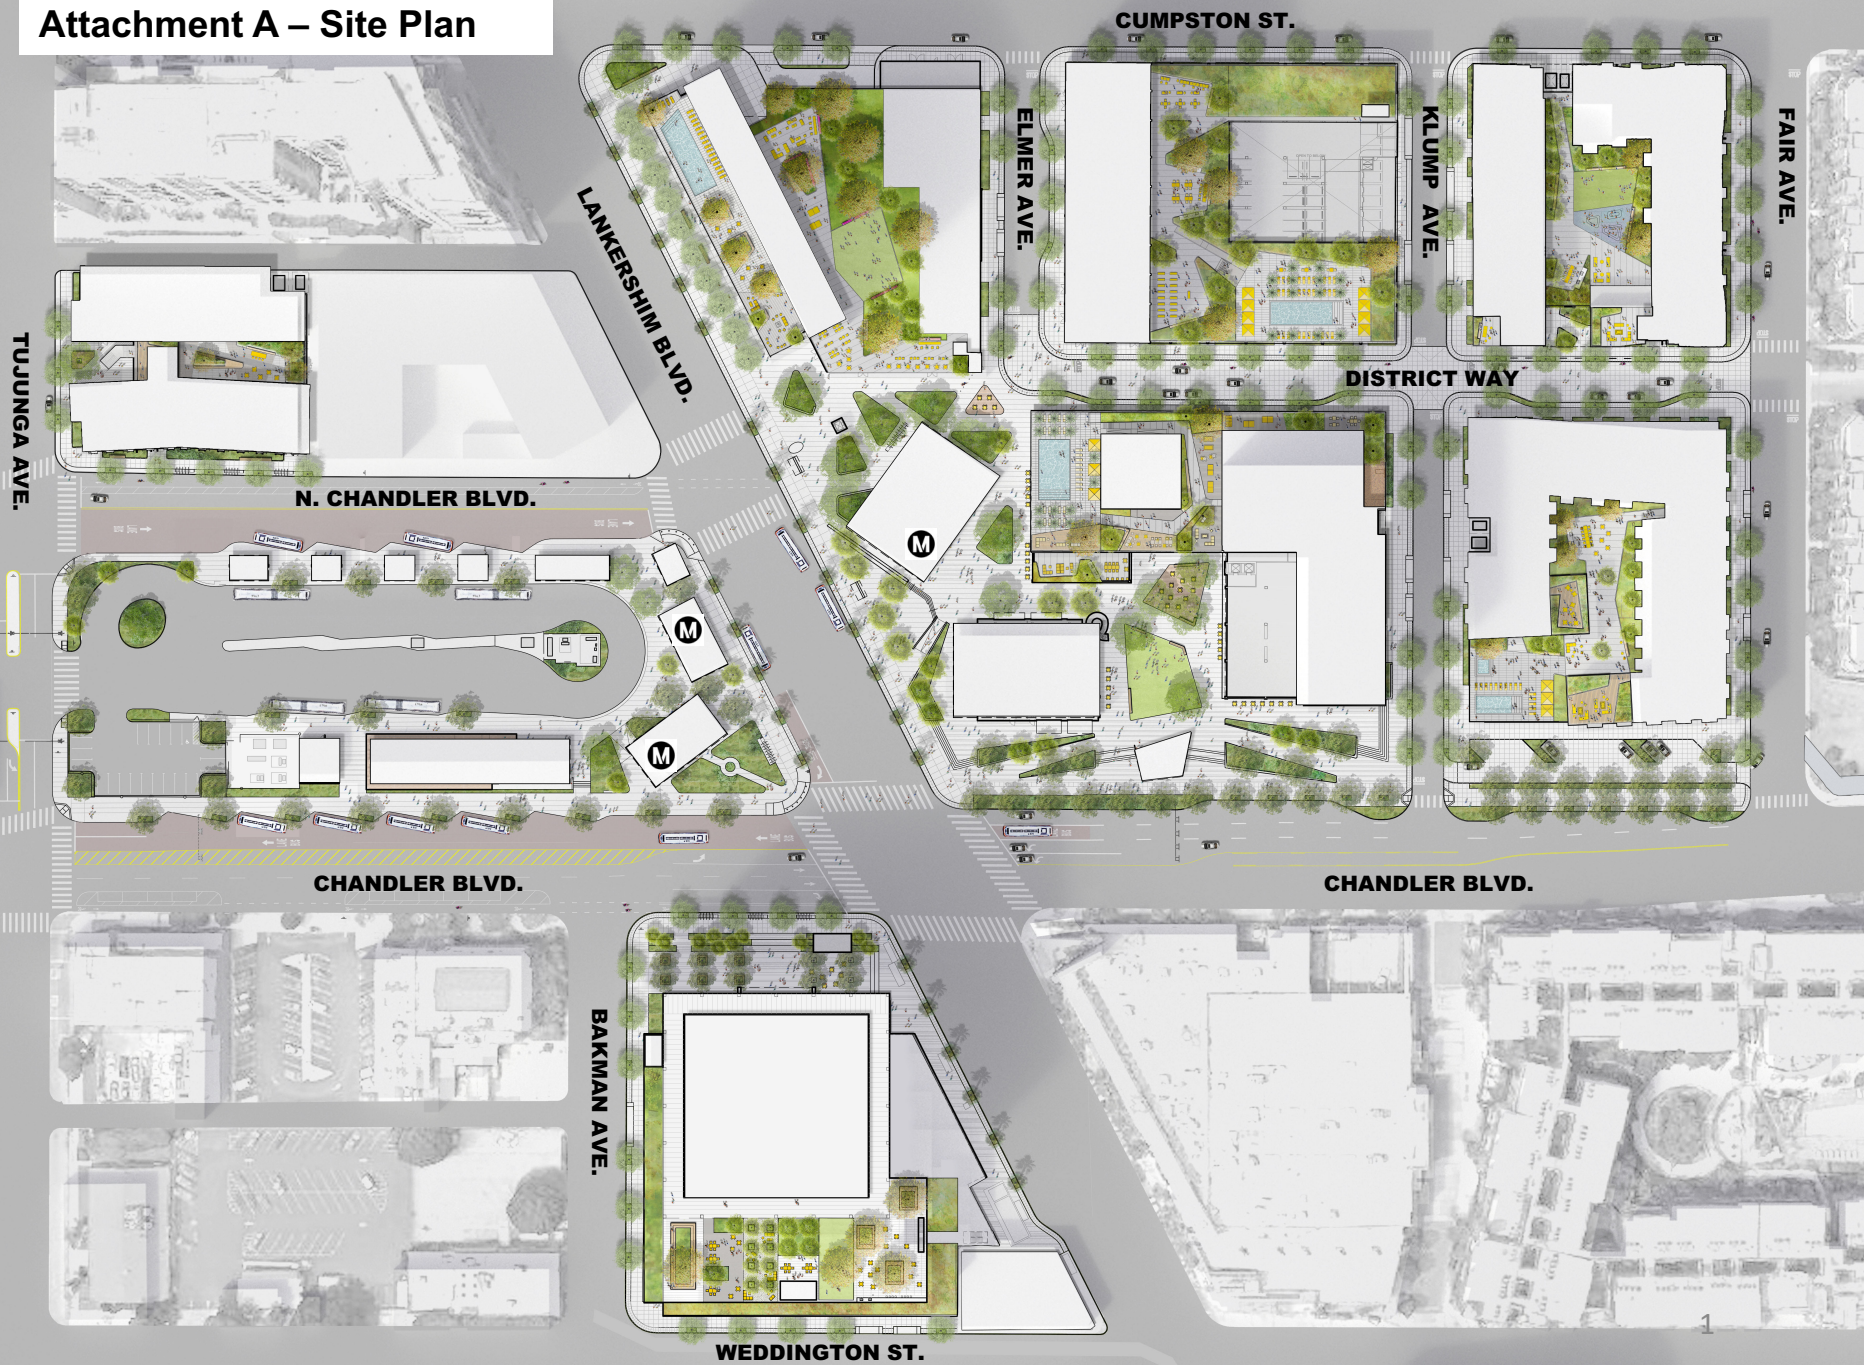 Attachment A – Site Plan
CUMPSTON ST.
ELMER AVE.
KLUMP AVE.
FAIR AVE.
LANKERSHIM BLVD.
TUJUNGA AVE.
DISTRICT WAY
N. CHANDLER BLVD.
M
M
M
CHANDLER BLVD.
CHANDLER BLVD.
BAKMAN AVE.
WEDDINGTON ST.
1